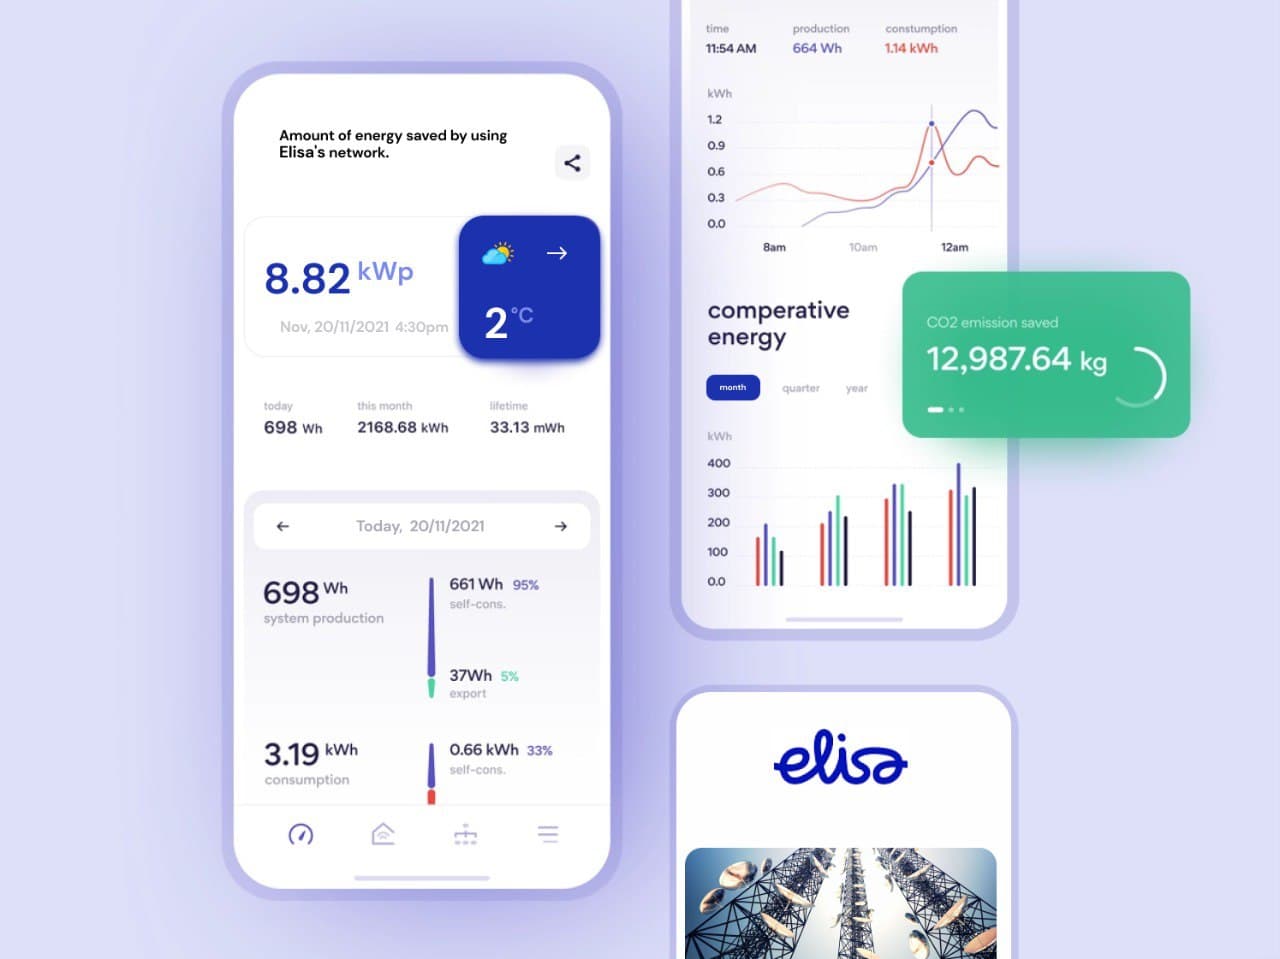 Amount of energy saved by using
Elisa's network.
8.82 kWp
Nov, 20/11/2021 4:30pm
2 °C
today
this month
lifetime
698 Wh
2168.68 kWh
33.13 mWh
Today, 20/11/2021
698 Wh
system production
661 Wh 95%
self-cons.
37Wh 5%
export
3.19 kWh
consumption
0.66 kWh 33%
self-cons.
time
production
constumption
11:54 AM
664 Wh
1.14 kWh
kWh
1.2
0.9
0.6
0.3
0.0
8am
10am
12am
comperative
energy
month
quarter
year
kWh
400
300
200
100
0.0
CO2 emission saved
12,987.64 kg
elisa